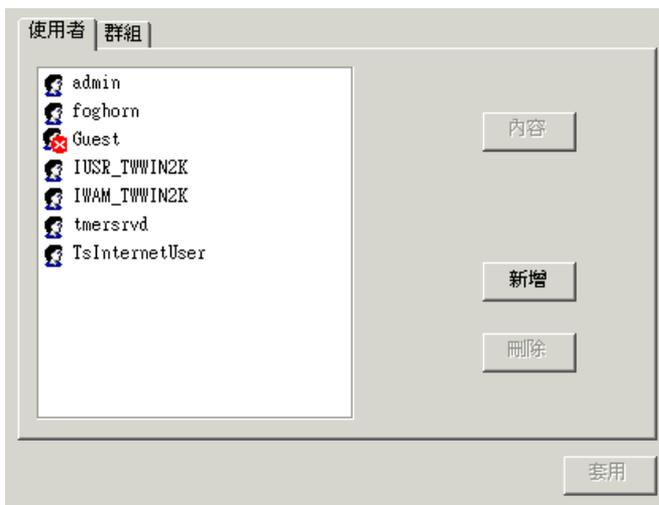 使用者 群組
admin
foghorn
Guest
IUSR_TWWIN2K
IWAM_TWWIN2K
tmersrvd
TsInternetUser
內容
新增
刪除
套用